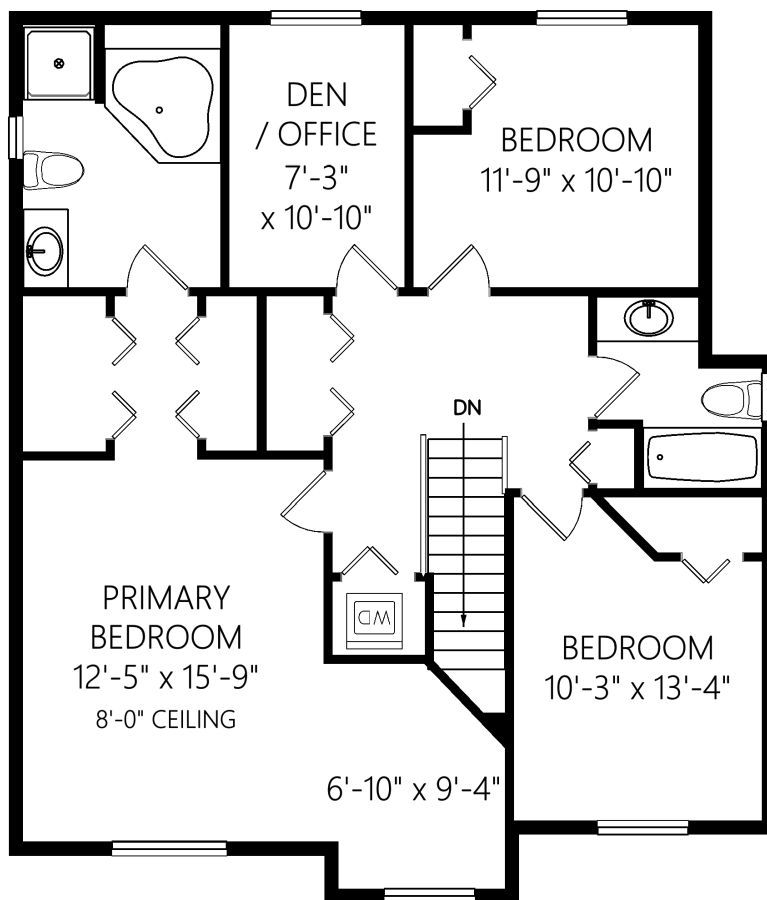 DEN
/ OFFICE
7'-3"
x 10'-10"
BEDROOM
11'-9" x 10'-10"
DN
PRIMARY
BEDROOM
12'-5" x 15'-9"
8'-0" CEILING
WD
BEDROOM
10'-3" x 13'-4"
6'-10" x 9'-4"